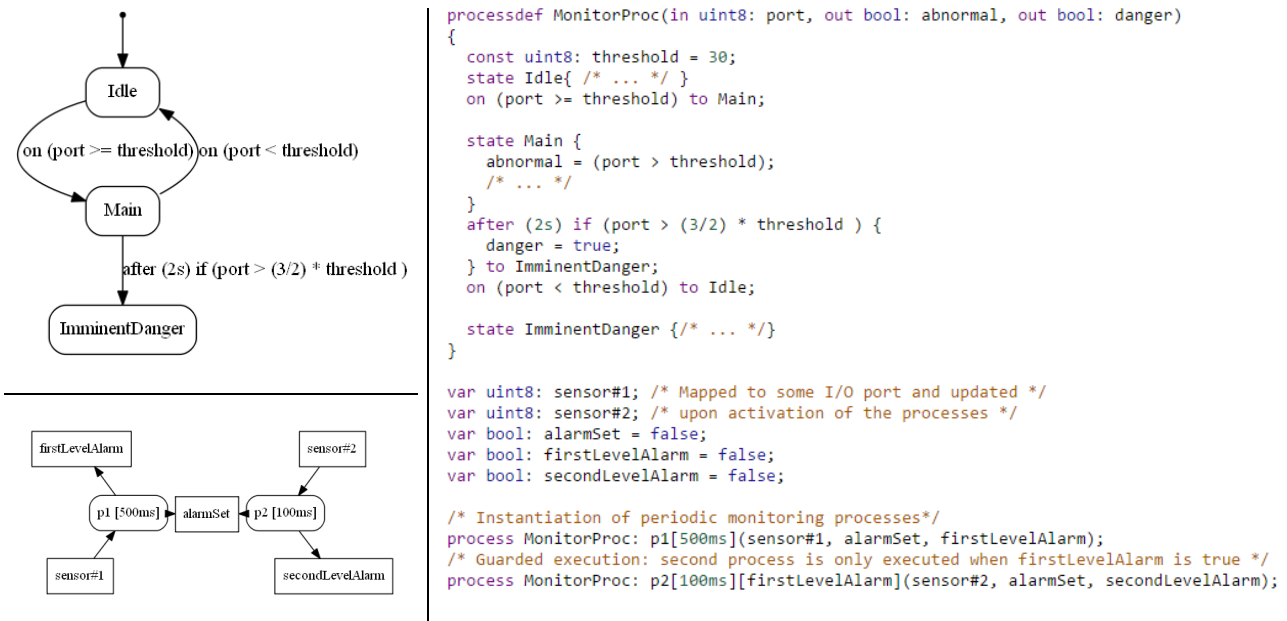 Idle
on (port >= threshold)
on (port < threshold)
Main
after (2s) if (port > (3/2) * threshold )
ImminentDanger
firstLevelAlarm
sensor#2
p1 [500ms]
alarmSet
p2 [100ms]
sensor#1
secondLevelAlarm
processdef MonitorProc(in uint8: port, out bool: abnormal, out bool: danger)
{
const uint8: threshold = 30;
state Idle{ /* ... */ }
on (port >= threshold) to Main;
state Main {
abnormal = (port > threshold);
/* ... */
}
after (2s) if (port > (3/2) * threshold ) {
danger = true;
} to ImminentDanger;
on (port < threshold) to Idle;
state ImminentDanger {/* ... */}
}
var uint8: sensor#1; /* Mapped to some I/O port and updated */
var uint8: sensor#2; /* upon activation of the processes */
var bool: alarmSet = false;
var bool: firstLevelAlarm = false;
var bool: secondLevelAlarm = false;
/* Instantiation of periodic monitoring processes*/
process MonitorProc: p1[500ms](sensor#1, alarmSet, firstLevelAlarm);
/* Guarded execution: second process is only executed when firstLevelAlarm is true */
process MonitorProc: p2[100ms][firstLevelAlarm](sensor#2, alarmSet, secondLevelAlarm);